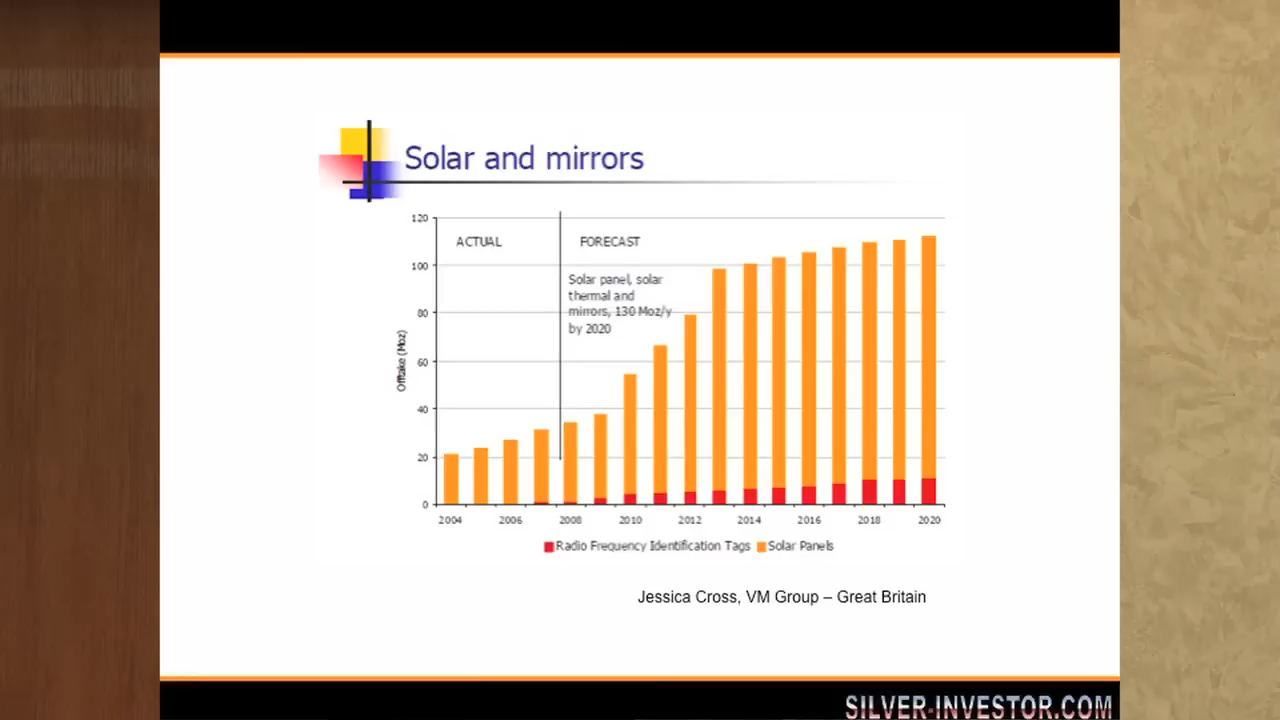 Solar and mirrors
120
100
80
60
40
20
0
Offtake (Moz)
ACTUAL
FORECAST
Solar panel, solar
thermal and
mirrors, 130 Moz/y
by 2020
2004 2006 2008 2010 2012 2014 2016 2018 2020
Radio Frequency Identification Tags Solar Panels
Jessica Cross, VM Group – Great Britain
SILVER-INVESTOR.COM